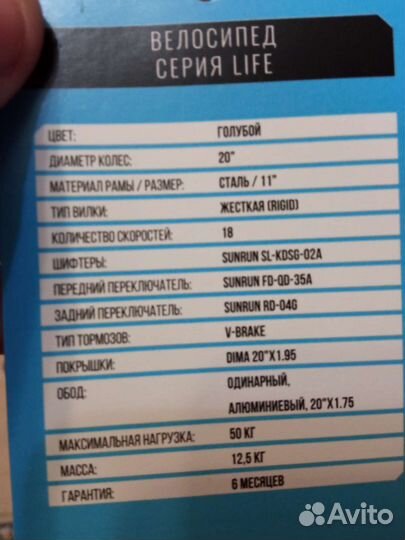 ВЕЛОСИПЕД
СЕРИЯ LIFE
ЦВЕТ: ГОЛУБОЙ
ДИАМЕТР КОЛЕС: 20"
МАТЕРИАЛ РАМЫ / РАЗМЕР: СТАЛЬ / 11"
ТИП ВИЛКИ: ЖЕСТКАЯ (RIGID)
КОЛИЧЕСТВО СКОРОСТЕЙ: 18
ШИФТЕРЫ: SUNRUN SL-KDSG-02A
ПЕРЕДНИЙ ПЕРЕКЛЮЧАТЕЛЬ: SUNRUN FD-QD-35A
ЗАДНИЙ ПЕРЕКЛЮЧАТЕЛЬ: SUNRUN RD-04G
ТИП ТОРМОЗОВ: V-BRAKE
ПОКРЫШКИ: DIMA 20"X1.95
ОБОД: ОДИНАРНЫЙ,
АЛЮМИНИЕВЫЙ, 20"X1.75
МАКСИМАЛЬНАЯ НАГРУЗКА: 50 КГ
МАССА: 12,5 КГ
ГАРАНТИЯ: 6 МЕСЯЦЕВ
Avito